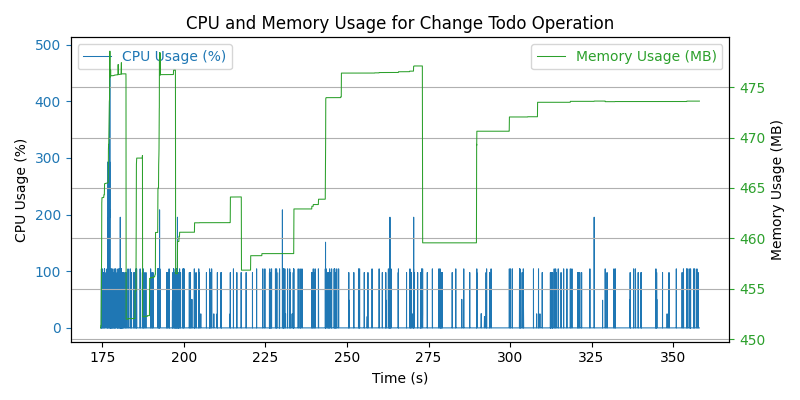 CPU and Memory Usage for Change Todo Operation
CPU Usage (%)
Memory Usage (MB)
500
400
300
200
100
0
CPU Usage (%)
475
470
465
460
455
450
Memory Usage (MB)
175 200 225 250 275 300 325 350
Time (s)